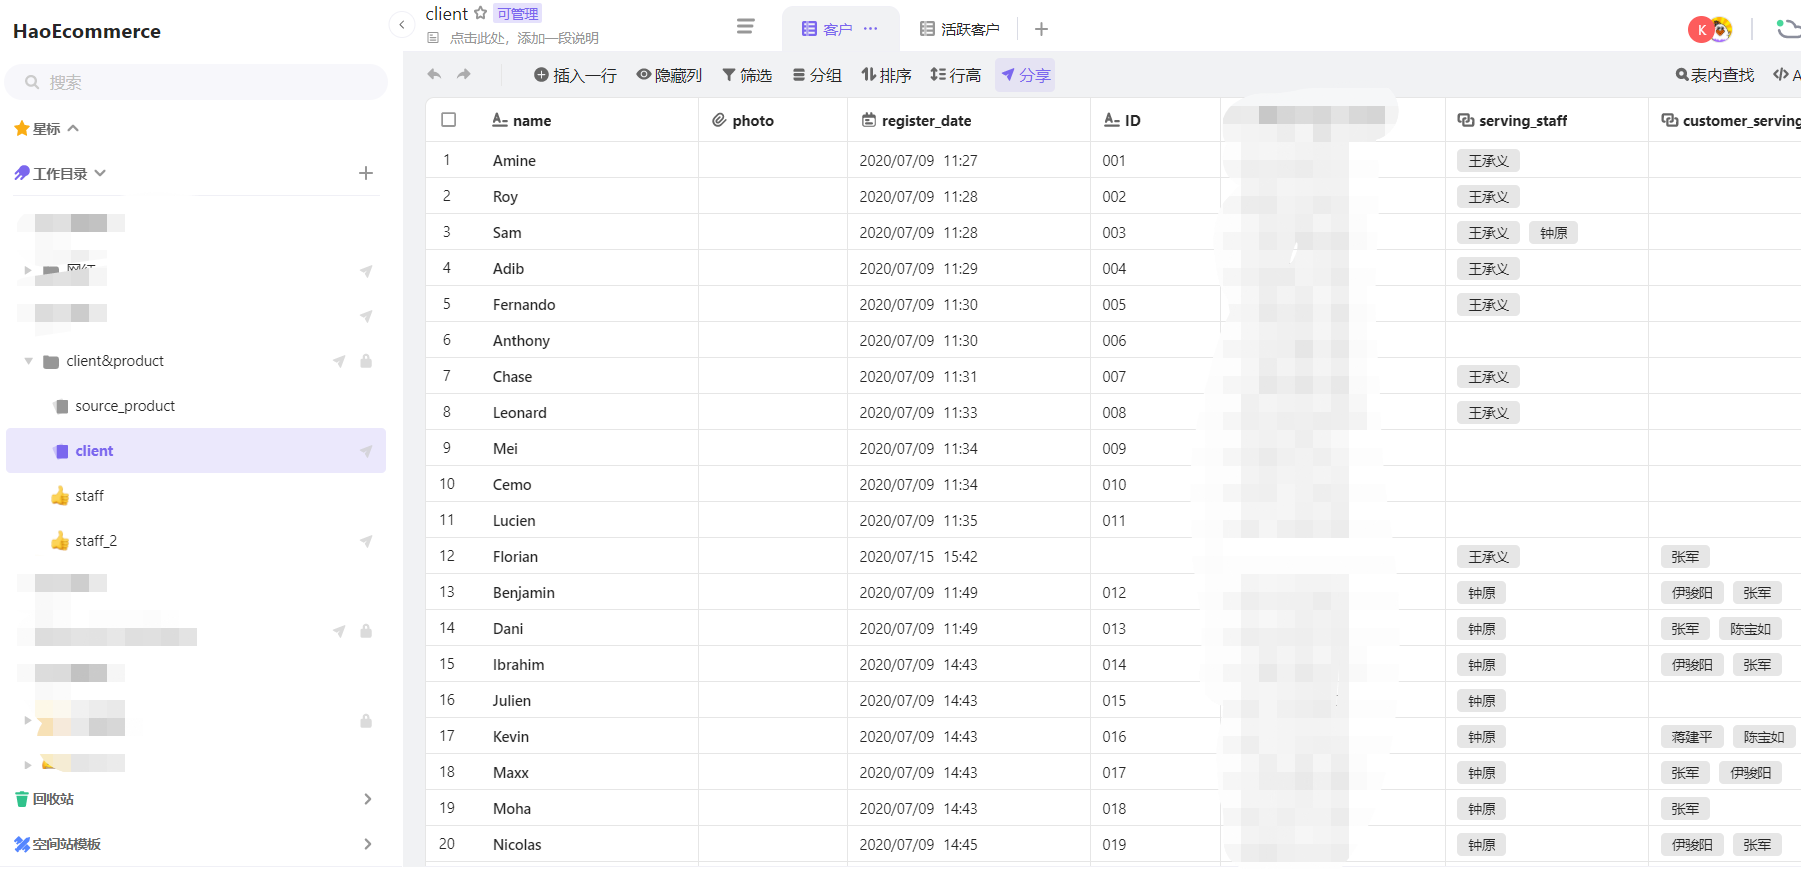 HaoEcommerce
搜索
星标
工作目录
client&product
source_product
client
staff
staff_2
回收站
空间站模板
client 可管理
点击此处，添加一段说明
客户 ··· 活跃客户
K
插入一行 隐藏列 筛选 分组 排序 行高 分享 表内查找
name photo register_date ID serving_staff customer_serving
1 Amine 2020/07/09 11:27 001 王承义
2 Roy 2020/07/09 11:28 002 王承义
3 Sam 2020/07/09 11:28 003 王承义 钟原
4 Adib 2020/07/09 11:29 004 王承义
5 Fernando 2020/07/09 11:30 005 王承义
6 Anthony 2020/07/09 11:30 006
7 Chase 2020/07/09 11:31 007 王承义
8 Leonard 2020/07/09 11:33 008 王承义
9 Mei 2020/07/09 11:34 009
10 Cemo 2020/07/09 11:34 010
11 Lucien 2020/07/09 11:35 011
12 Florian 2020/07/15 15:42 王承义 张军
13 Benjamin 2020/07/09 11:49 012 钟原 伊骏阳 张军
14 Dani 2020/07/09 11:49 013 钟原 张军 陈宝如
15 Ibrahim 2020/07/09 14:43 014 钟原 伊骏阳 张军
16 Julien 2020/07/09 14:43 015 钟原
17 Kevin 2020/07/09 14:43 016 钟原 蒋建平 陈宝如
18 Maxx 2020/07/09 14:43 017 钟原 张军 伊骏阳
19 Moha 2020/07/09 14:43 018 钟原 张军
20 Nicolas 2020/07/09 14:45 019 钟原 伊骏阳 张军